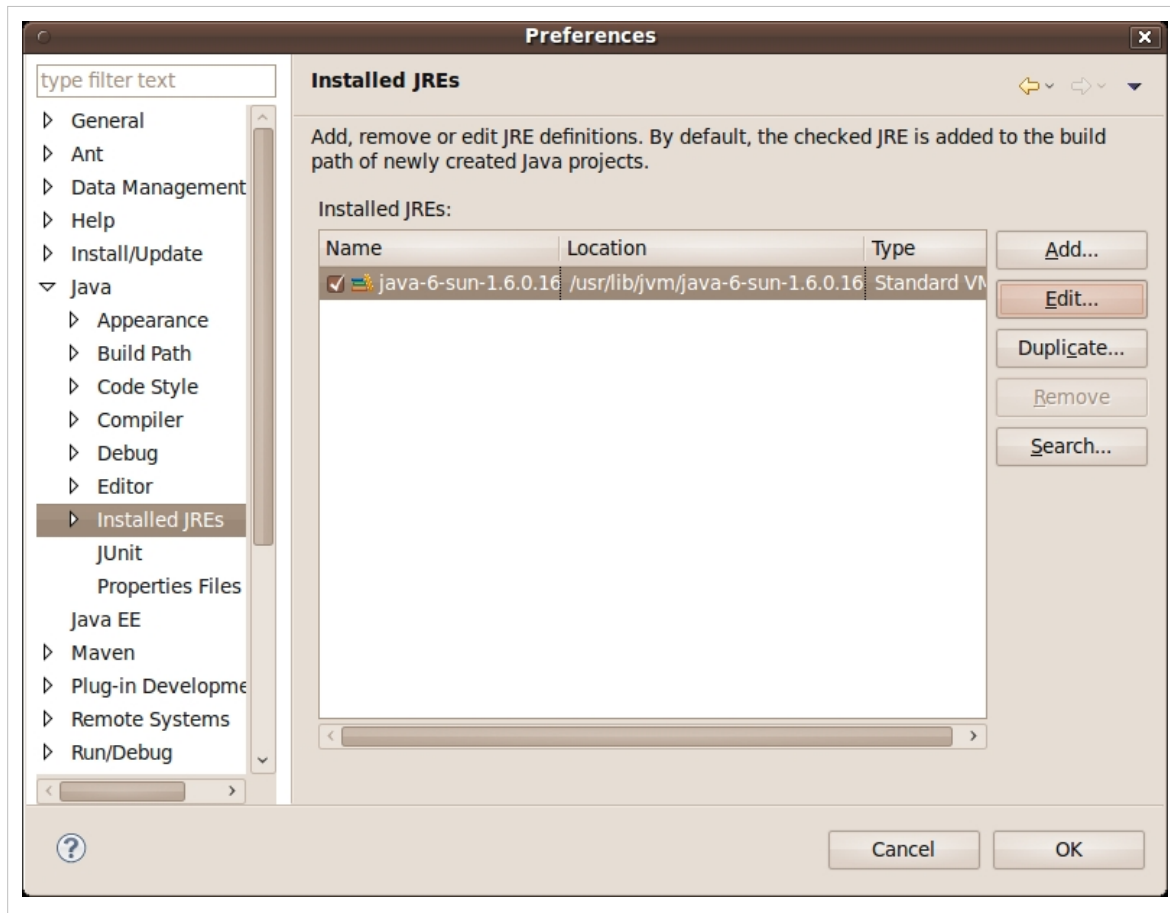 Preferences
type filter text
General
Ant
Data Management
Help
Install/Update
Java
Appearance
Build Path
Code Style
Compiler
Debug
Editor
Installed JREs
JUnit
Properties Files
Java EE
Maven
Plug-in Developme
Remote Systems
Run/Debug
Installed JREs
Add, remove or edit JRE definitions. By default, the checked JRE is added to the build
path of newly created Java projects.
Installed JREs:
Name Location Type
java-6-sun-1.6.0.16 /usr/lib/jvm/java-6-sun-1.6.0.16 Standard VM
Add...
Edit...
Duplicate...
Remove
Search...
Cancel OK